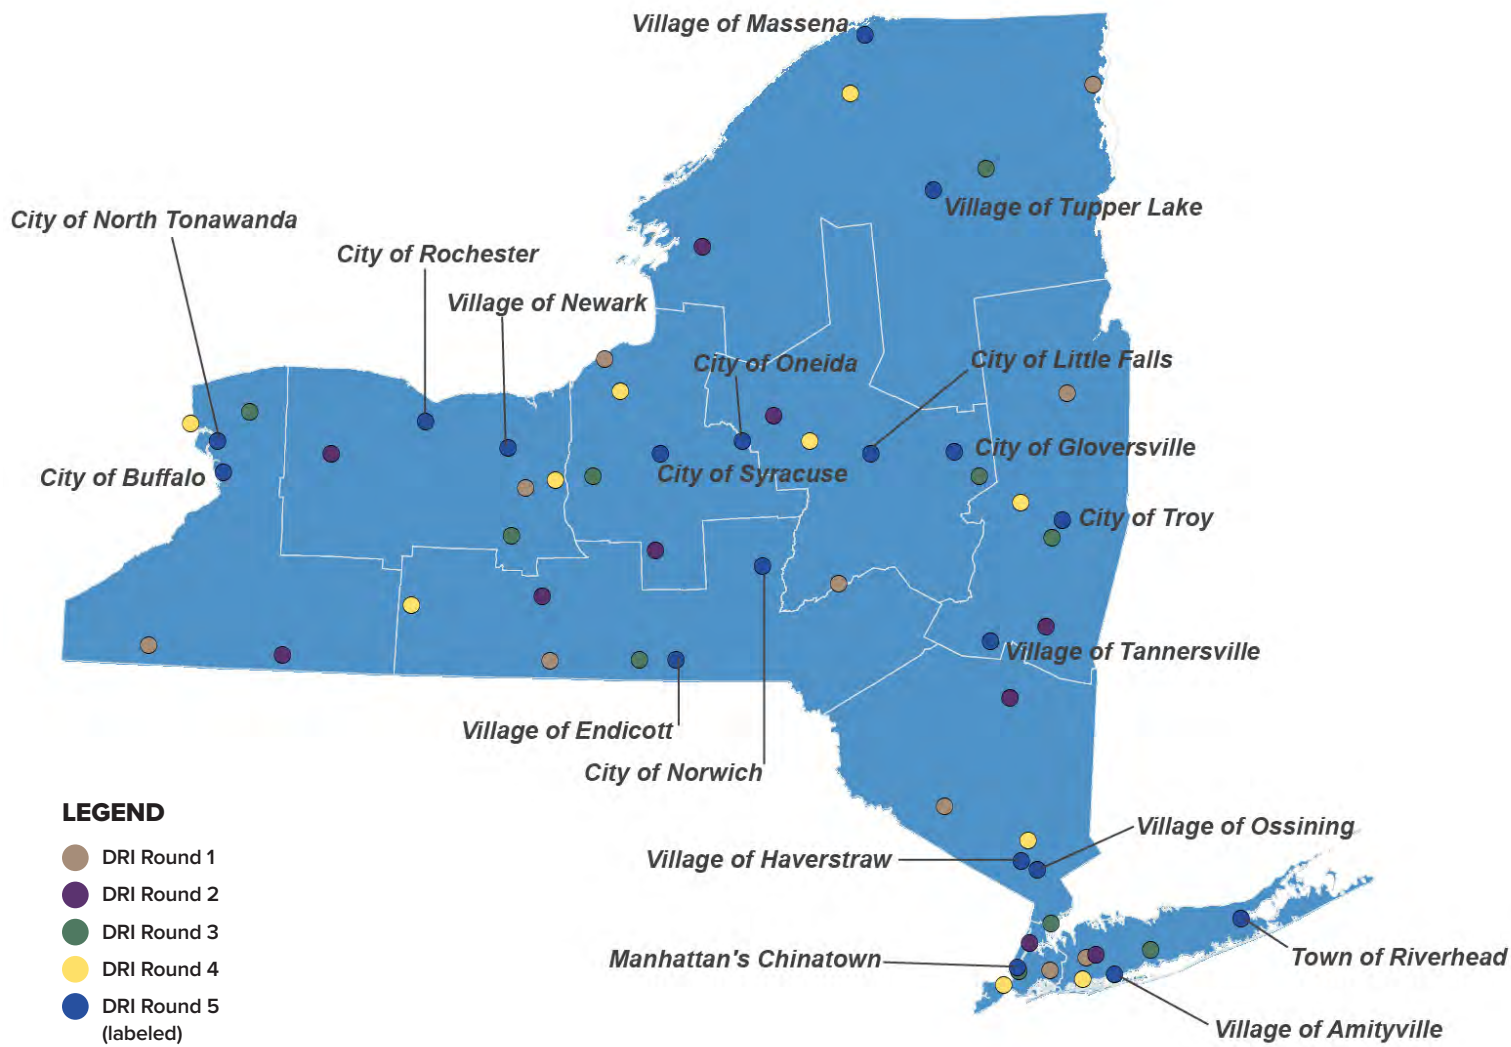 Village of Massena
Village of Tupper Lake
City of North Tonawanda
City of Rochester
Village of Newark
City of Oneida
City of Little Falls
City of Gloversville
City of Buffalo
City of Syracuse
City of Troy
Village of Tannersville
Village of Endicott
City of Norwich
LEGEND
DRI Round 1
DRI Round 2
DRI Round 3
DRI Round 4
DRI Round 5
(labeled)
Village of Ossining
Village of Haverstraw
Manhattan's Chinatown
Town of Riverhead
Village of Amityville